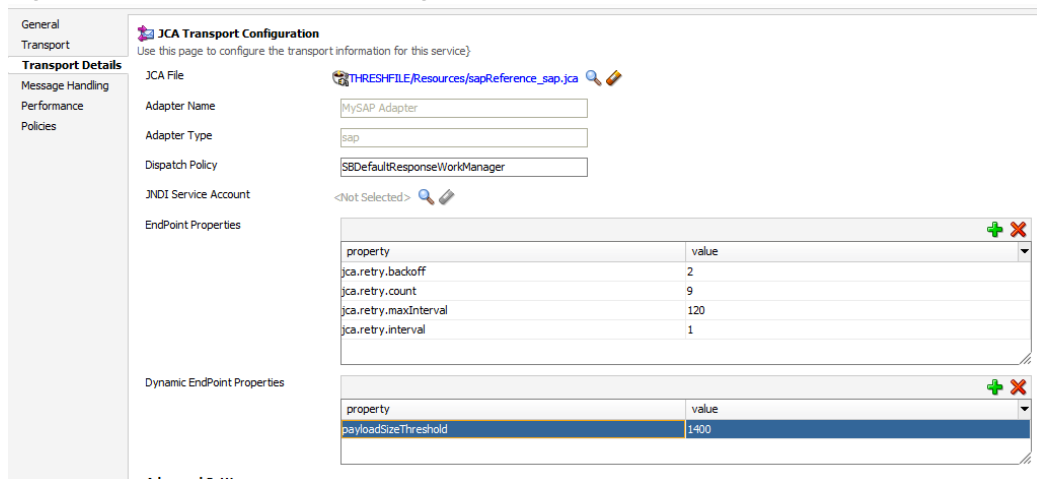 General
Transport
Transport Details
Message Handling
Performance
Policies
JCA Transport Configuration
Use this page to configure the transport information for this service}
JCA File THRESHFILE/Resources/sapReference_sap.jca
Adapter Name MySAP Adapter
Adapter Type sap
Dispatch Policy SBDefaultResponseWorkManager
JNDI Service Account <Not Selected>
EndPoint Properties
property value
jca.retry.backoff 2
jca.retry.count 9
jca.retry.maxInterval 120
jca.retry.interval 1
Dynamic EndPoint Properties
property value
payloadSizeThreshold 1400